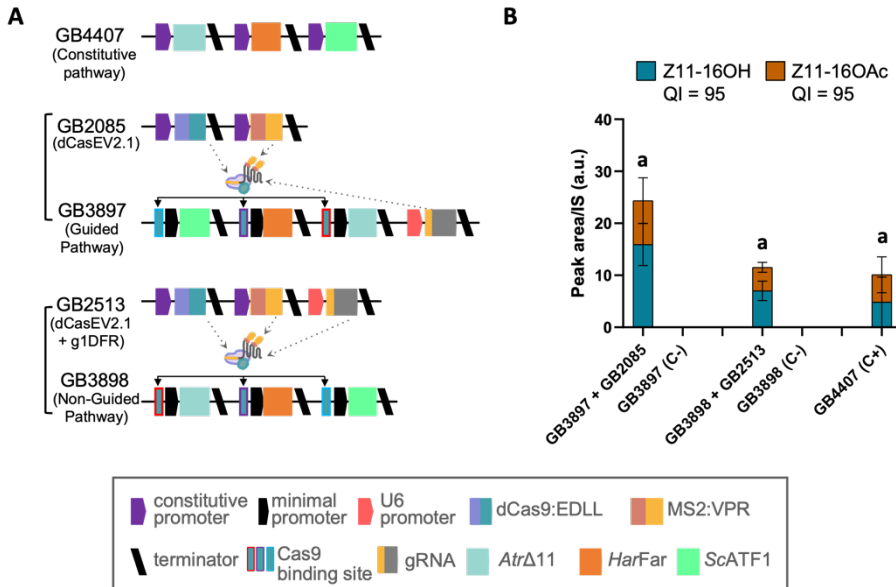 A
GB4407
(Constitutive
pathway)
GB2085
(dCasEV2.1)
GB3897
(Guided
Pathway)
GB2513
(dCasEV2.1
+ g1DFR)
GB3898
(Non-Guided
Pathway)
B
Z11-16OH
QI = 95
Z11-16OAc
QI = 95
Peak area/IS (a.u.)
40
30
20
10
0
a
a
a
GB3897 + GB2085
GB3897 (C-)
GB3898 + GB2513
GB3898 (C-)
GB4407 (C+)
constitutive
promoter
minimal
promoter
U6
promoter
dCas9:EDLL
MS2:VPR
terminator
Cas9
binding site
gRNA
AtrΔ11
HarFar
ScATF1